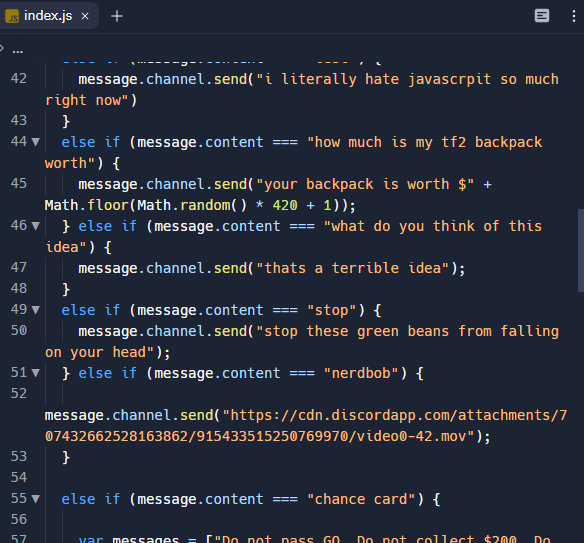 JS index.js × +
...
else if (message.content === 
42 message.channel.send("i literally hate javascrpit so much
right now")
43 }
44 else if (message.content === "how much is my tf2 backpack
worth") {
45 message.channel.send("your backpack is worth $" +
Math.floor(Math.random() * 420 + 1));
46 } else if (message.content === "what do you think of this
idea") {
47 message.channel.send("thats a terrible idea");
48 }
49 else if (message.content === "stop") {
50 message.channel.send("stop these green beans from falling
on your head");
51 } else if (message.content === "nerdbob") {
52
message.channel.send("https://cdn.discordapp.com/attachments/7
07432662528163862/915433515250769970/video0-42.mov");
53 }
54
55 else if (message.content === "chance card") {
56
57 var messages = ["Do not pass GO. Do not collect $200. Do